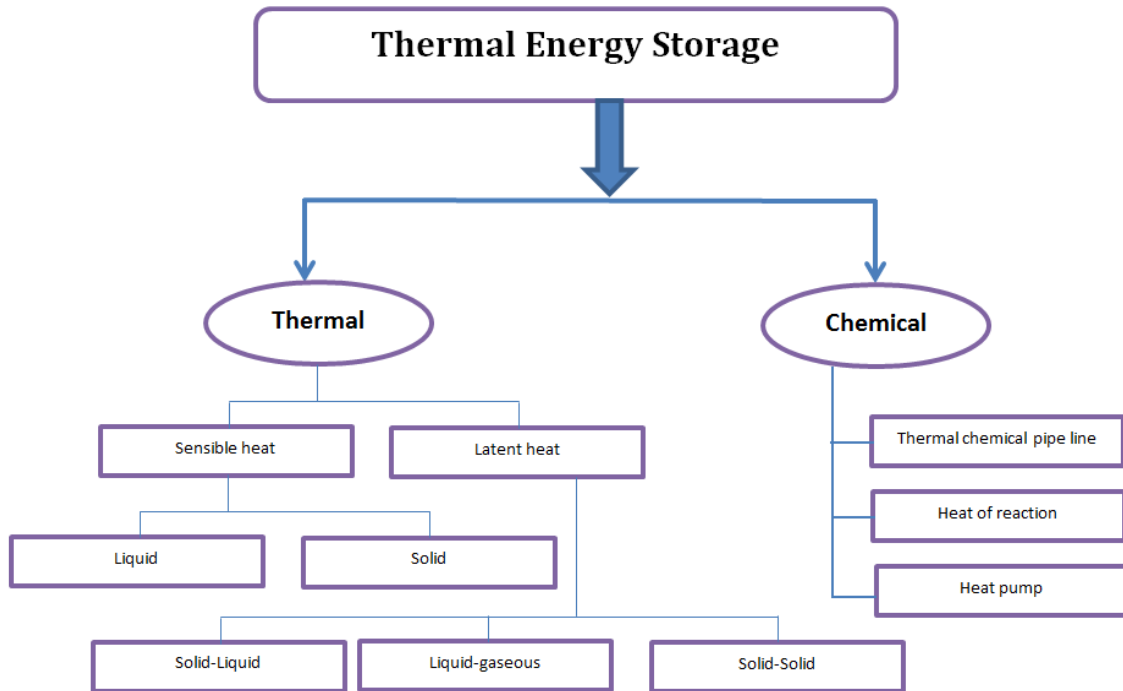 Thermal Energy Storage
Thermal
Chemical
Sensible heat
Latent heat
Thermal chemical pipe line
Heat of reaction
Liquid
Solid
Heat pump
Solid-Liquid
Liquid-gaseous
Solid-Solid